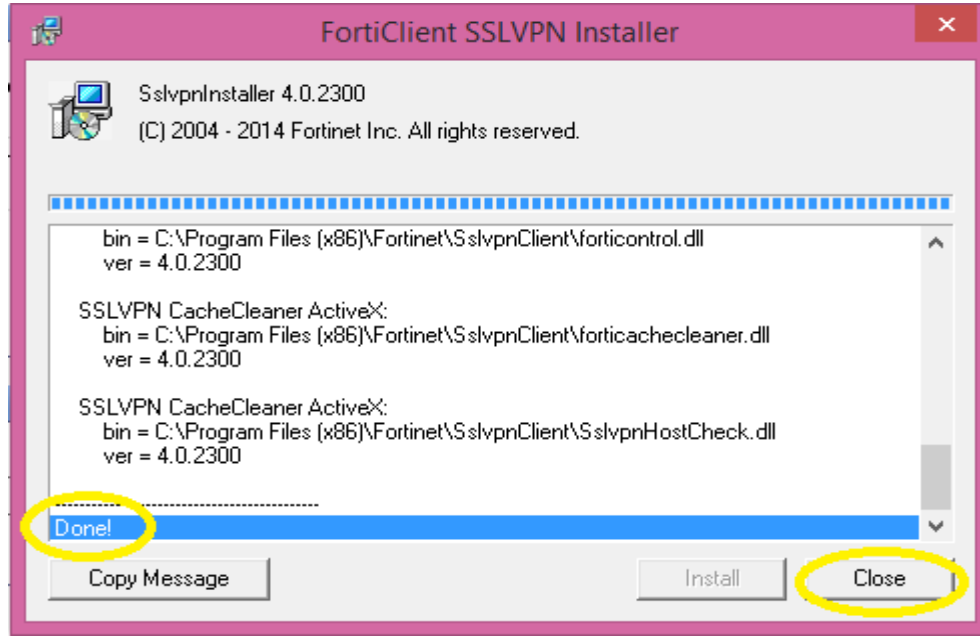 FortiClient SSLVPN Installer
SslvpnInstaller 4.0.2300
(C) 2004 - 2014 Fortinet Inc. All rights reserved.
bin = C:\Program Files (x86)\Fortinet\SslvpnClient\forticontrol.dll
ver = 4.0.2300
SSLVPN CacheCleaner ActiveX:
bin = C:\Program Files (x86)\Fortinet\SslvpnClient\forticachecleaner.dll
ver = 4.0.2300
SSLVPN CacheCleaner ActiveX:
bin = C:\Program Files (x86)\Fortinet\SslvpnClient\SslvpnHostCheck.dll
ver = 4.0.2300
--------------------------------------------
Done!
Copy Message Install Close